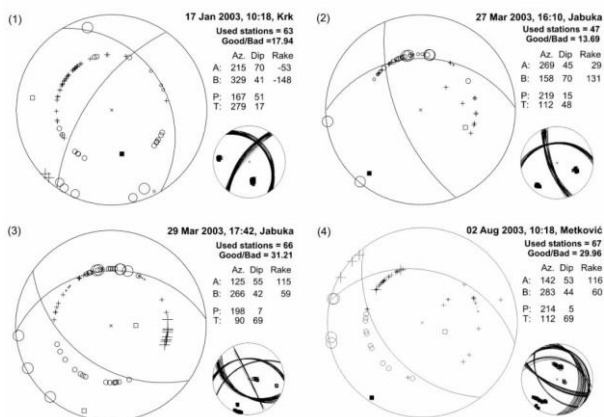 (1)
17 Jan 2003, 10:18, Krk
Used stations = 63
Good/Bad =17.94
Az. Dip Rake
A: 215 70 -53
B: 329 41 -148
P: 167 51
T: 279 17
(2)
27 Mar 2003, 16:10, Jabuka
Used stations = 47
Good/Bad = 13.69
Az. Dip Rake
A: 269 45 29
B: 158 70 131
P: 219 15
T: 112 48
(3)
29 Mar 2003, 17:42, Jabuka
Used stations = 66
Good/Bad = 31.21
Az. Dip Rake
A: 125 55 115
B: 266 42 59
P: 198 7
T: 90 69
(4)
02 Aug 2003, 10:18, Metković
Used stations = 67
Good/Bad = 29.96
Az. Dip Rake
A: 142 53 116
B: 283 44 60
P: 214 5
T: 112 69